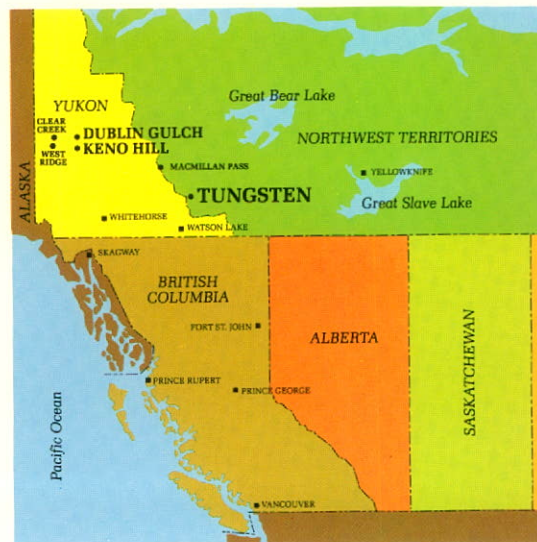 Great Bear Lake
YUKON
CLEAR
CREEK
DUBLIN GULCH
NORTHWEST TERRITORIES
WEST
RIDGE
KENO HILL
MACMILLAN PASS
YELLOWKNIFE
ALASKA
TUNGSTEN
Great Slave Lake
WHITEHORSE
WATSON LAKE
SKAGWAY
BRITISH
COLUMBIA
FORT ST. JOHN
ALBERTA
SASKATCHEWAN
PRINCE RUPERT
PRINCE GEORGE
Pacific Ocean
VANCOUVER